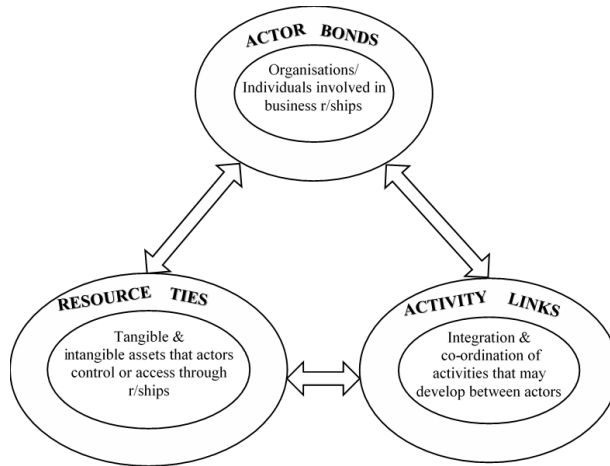 ACTOR BONDS
Organisations/
Individuals involved in
business r/ships
RESOURCE TIES
Tangible &
intangible assets that actors
control or access through
r/ships
ACTIVITY LINKS
Integration &
co-ordination of
activities that may
develop between actors